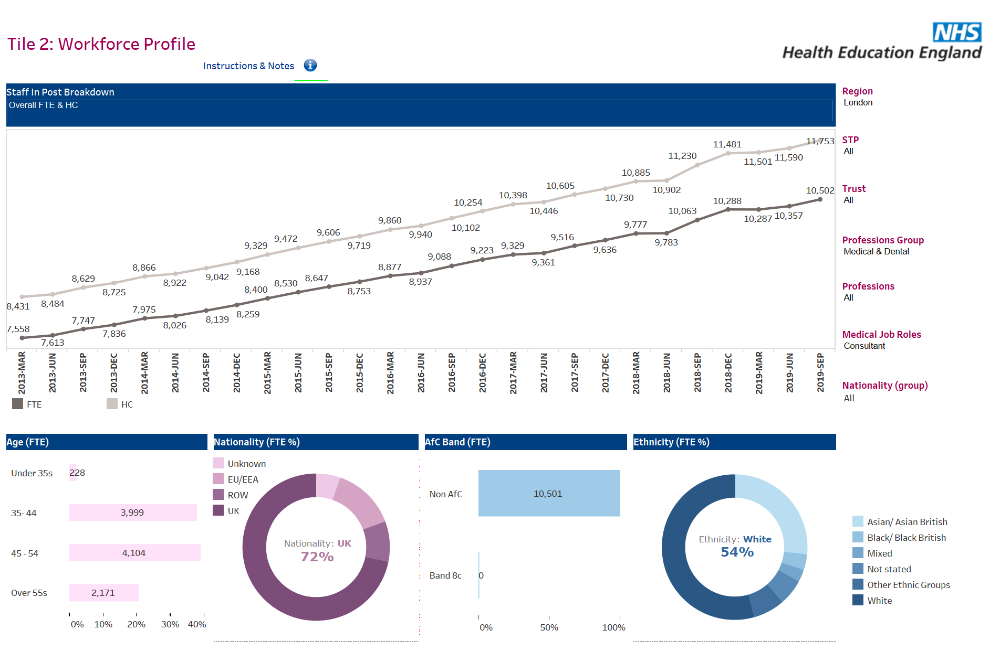 NHS
Health Education England
Tile 2: Workforce Profile
Instructions & Notes
i
Staff In Post Breakdown
Overall FTE & HC
Region
London
STP
All
Trust
All
Professions Group
Medical & Dental
Professions
All
Medical Job Roles
Consultant
Nationality (group)
All
8,431 8,484 8,629 8,725 8,866 8,922 9,042 9,168 9,329 9,472 9,606 9,719 9,860 9,940 10,102 10,254 10,398 10,446 10,605 10,730 10,885 10,902 11,230 11,481 11,501 11,590 11,753
7,558 7,613 7,747 7,836 7,975 8,026 8,139 8,259 8,400 8,530 8,647 8,753 8,877 8,937 9,088 9,223 9,329 9,361 9,516 9,636 9,777 9,783 10,063 10,288 10,287 10,357 10,502
2013-MAR 2013-JUN 2013-SEP 2013-DEC 2014-MAR 2014-JUN 2014-SEP 2014-DEC 2015-MAR 2015-JUN 2015-SEP 2015-DEC 2016-MAR 2016-JUN 2016-SEP 2016-DEC 2017-MAR 2017-JUN 2017-SEP 2017-DEC 2018-MAR 2018-JUN 2018-SEP 2018-DEC 2019-MAR 2019-JUN 2019-SEP
FTE HC
Age (FTE)
Under 35s 228
35- 44 3,999
45 - 54 4,104
Over 55s 2,171
0% 10% 20% 30% 40%
Nationality (FTE %)
Unknown
EU/EEA
ROW
UK
Nationality: UK
72%
AfC Band (FTE)
Non AfC 10,501
Band 8c 0
0% 50% 100%
Ethnicity (FTE %)
Ethnicity: White
54%
Asian/ Asian British
Black/ Black British
Mixed
Not stated
Other Ethnic Groups
White